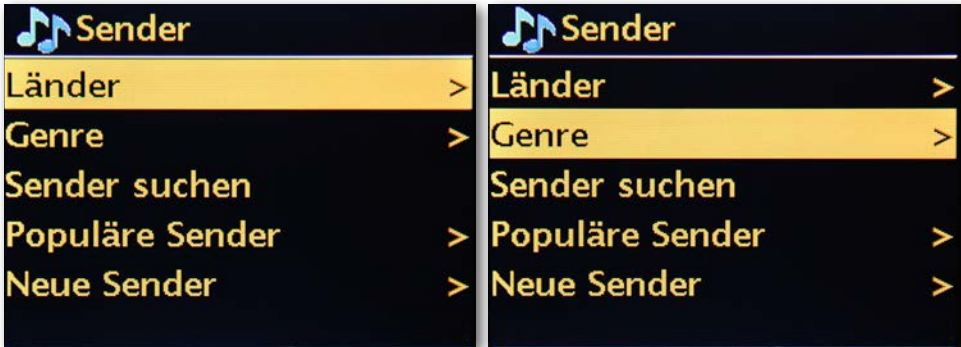 Sender
Länder >
Genre >
Sender suchen
Populäre Sender >
Neue Sender >
Sender
Länder >
Genre >
Sender suchen
Populäre Sender >
Neue Sender >